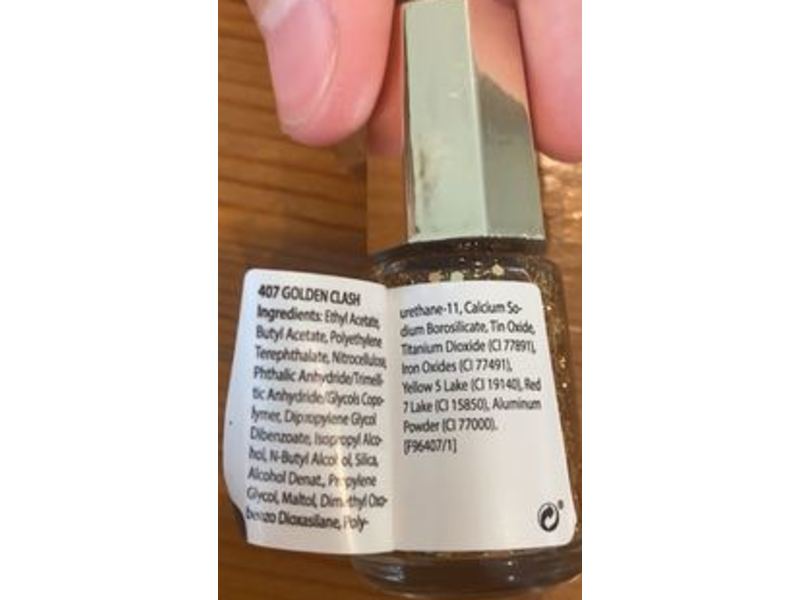 407 GOLDEN CLASH
Ingredients: Ethyl Acetate,
Butyl Acetate, Polyethylene
Terephthalate, Nitrocellulose,
Phthalic Anhydride/Trimelli-
tic Anhydride/Glycols Copo-
lymer, Dipropylene Glycol
Dibenzoate, Isopropyl Alco-
hol, N-Butyl Alcohol, Silica,
Alcohol Denat., Propylene
Glycol, Maltol, Dimethyl Oxo-
benzo Dioxasilane, Poly-
urethane-11, Calcium So-
dium Borosilicate, Tin Oxide,
Titanium Dioxide (CI 77891),
Iron Oxides (CI 77491),
Yellow 5 Lake (CI 19140), Red
7 Lake (CI 15850), Aluminum
Powder (CI 77000).
[F96407/1]